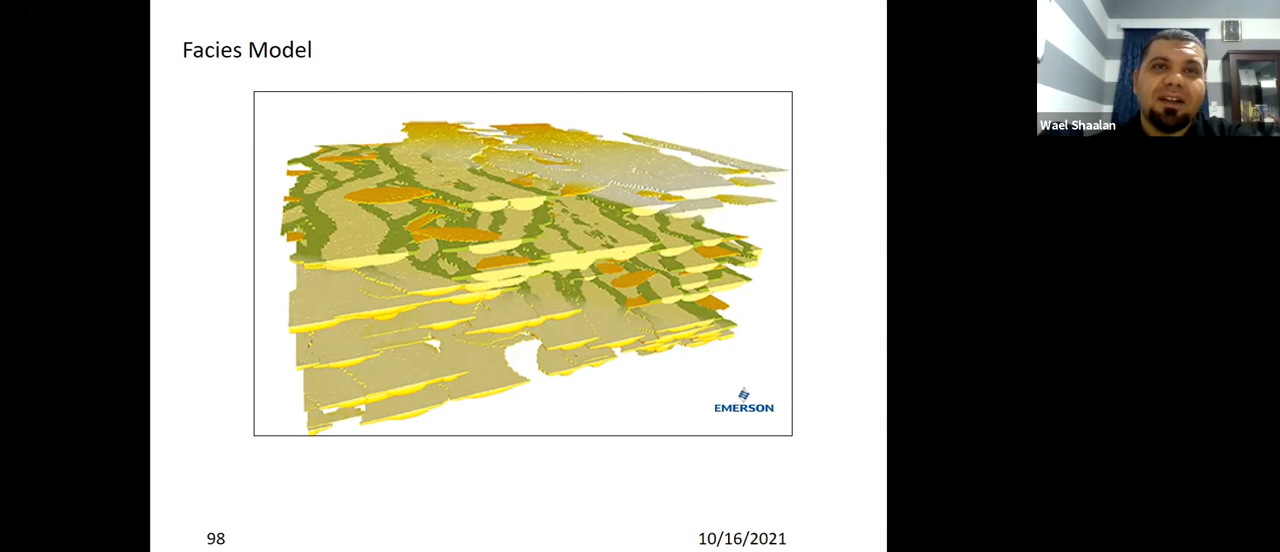 Facies Model
Wael Shaalan
EMERSON
98
10/16/2021